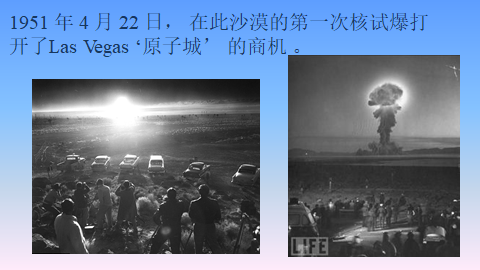 1951 年 4 月 22 日， 在此沙漠的第一次核试爆打
开了Las Vegas ‘原子城’ 的商机 。
LIFE